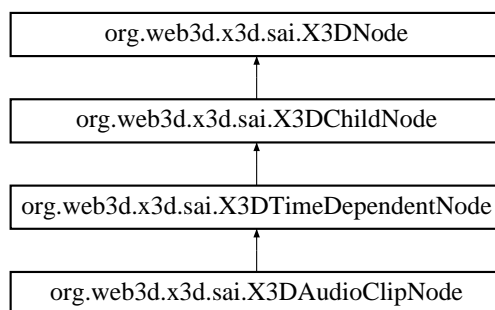 org.web3d.x3d.sai.X3DNode
org.web3d.x3d.sai.X3DChildNode
org.web3d.x3d.sai.X3DTimeDependentNode
org.web3d.x3d.sai.X3DAudioClipNode